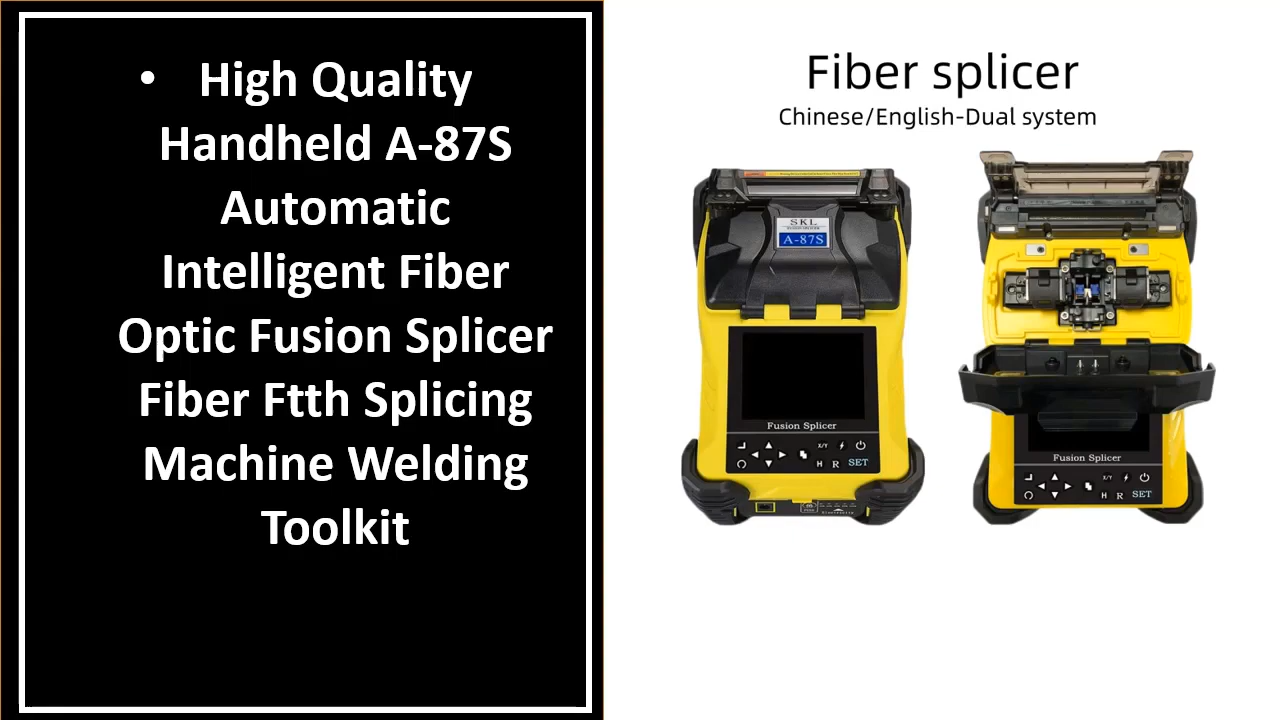 • High Quality
Handheld A-87S
Automatic
Intelligent Fiber
Optic Fusion Splicer
Fiber Ftth Splicing
Machine Welding
Toolkit
Fiber splicer
Chinese/English-Dual system
SKL
A-87S
Fusion Splicer
X/Y
H R SET
Fusion Splicer
X/Y
H R SET